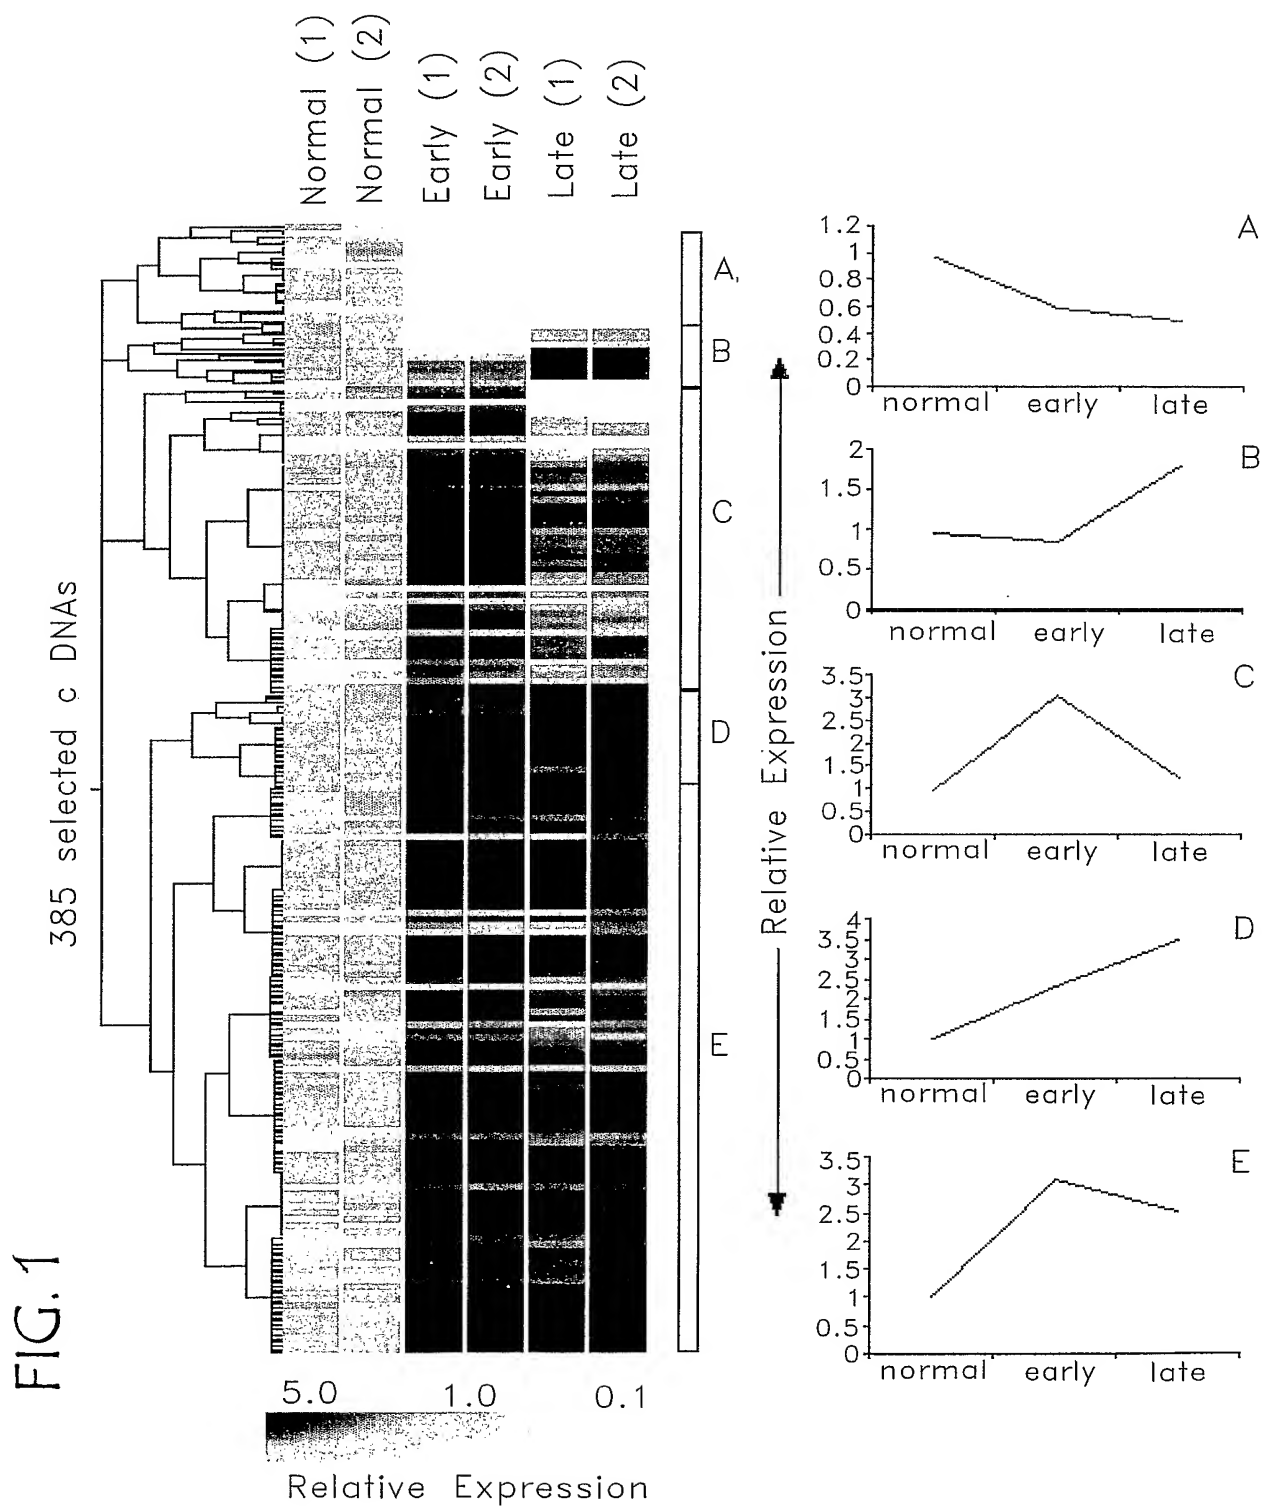 FIG. 1
385 selected c DNAs
Normal (1)
Normal (2)
Early (1)
Early (2)
Late (1)
Late (2)
A,
B
C
D
E
5.0 1.0 0.1
Relative Expression
Relative Expression
A
1.2
1
0.8
0.6
0.4
0.2
0
normal early late
B
2
1.5
1
0.5
0
normal early late
C
3.5
3
2.5
2
1.5
1
0.5
0
normal early late
D
4
3.5
3
2.5
2
1.5
1
0.5
0
normal early late
E
3.5
3
2.5
2
1.5
1
0.5
0
normal early late